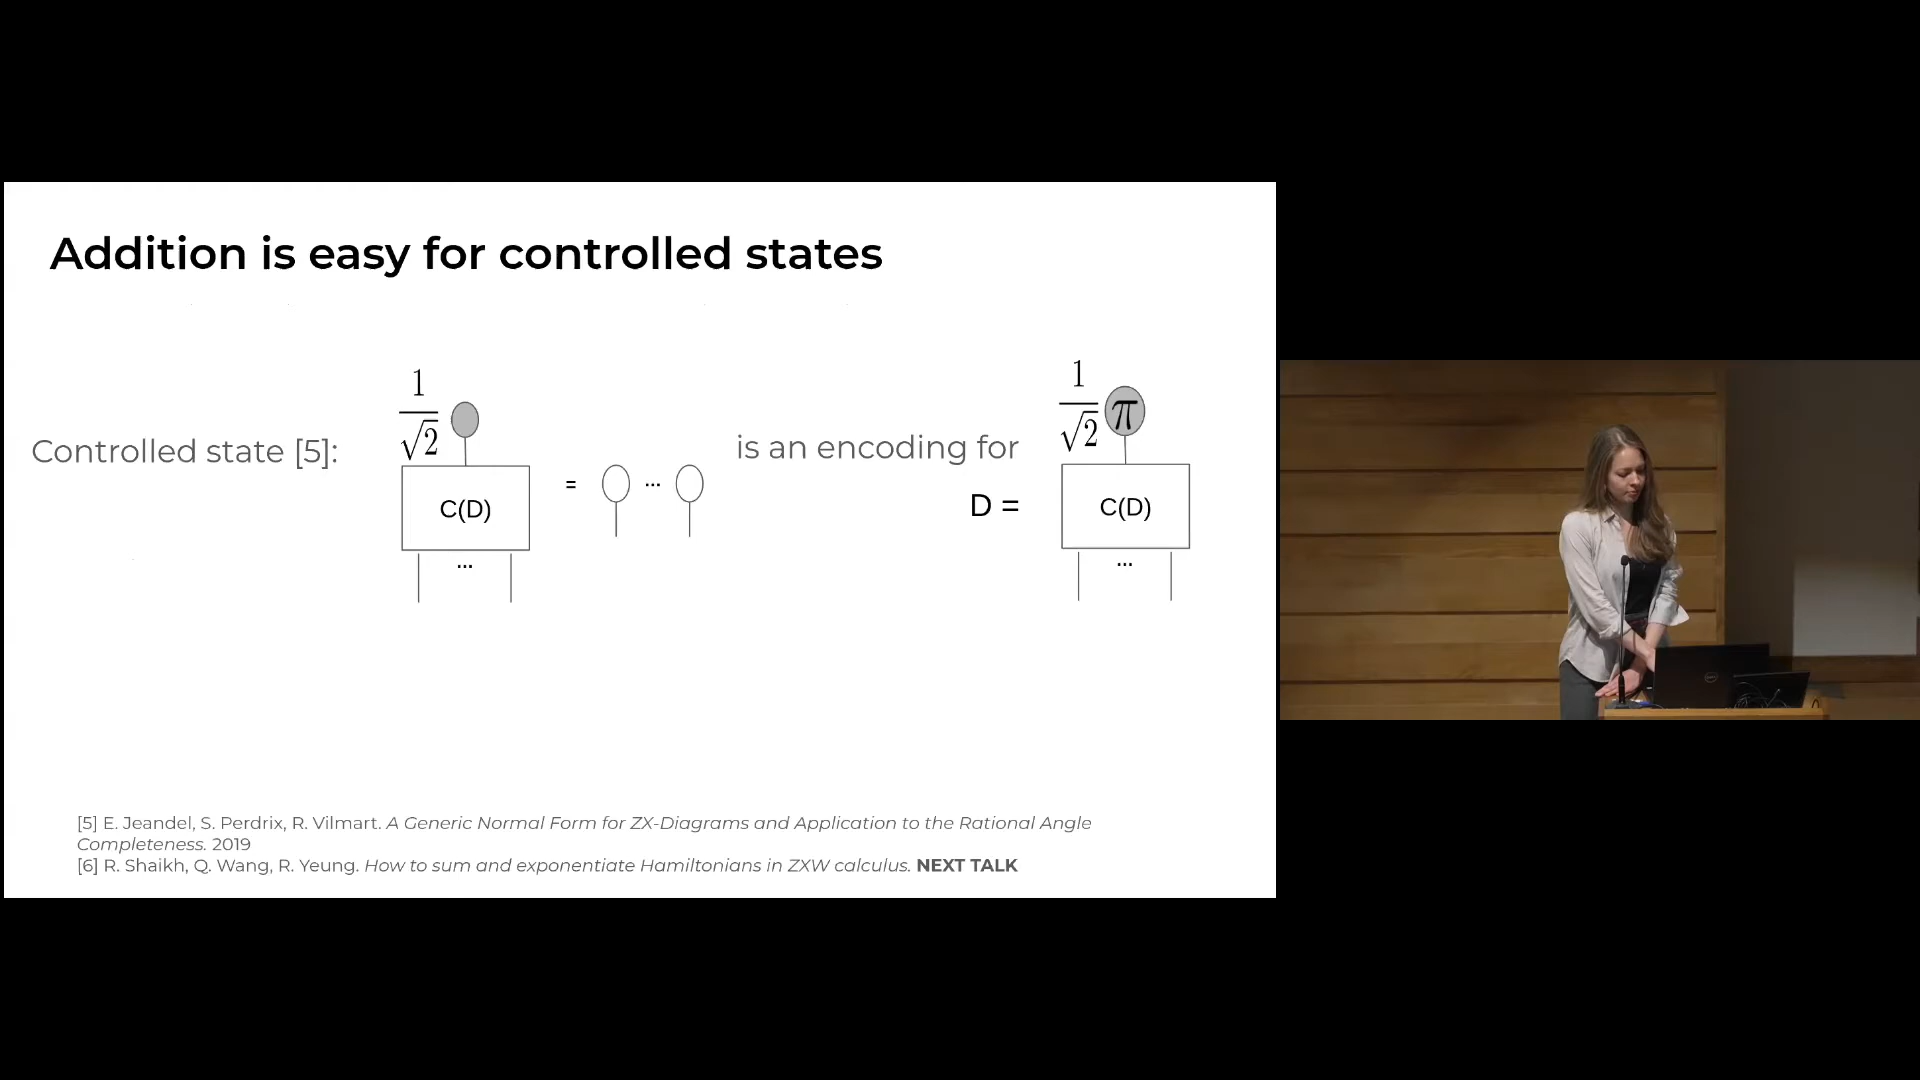 Addition is easy for controlled states
Controlled state [5]:
1
√2
C(D)
...
=
...
is an encoding for
D =
1
√2
π
C(D)
...
[5] E. Jeandel, S. Perdrix, R. Vilmart. A Generic Normal Form for ZX-Diagrams and Application to the Rational Angle
Completeness. 2019
[6] R. Shaikh, Q. Wang, R. Yeung. How to sum and exponentiate Hamiltonians in ZXW calculus. NEXT TALK